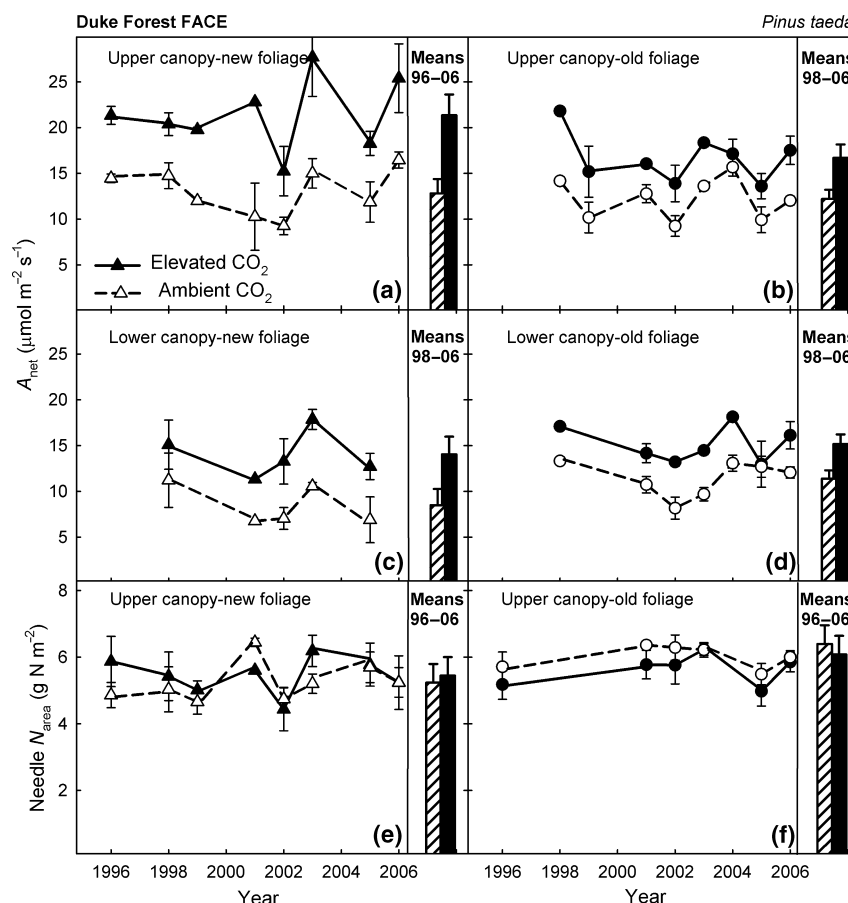 Duke Forest FACE Pinus taeda
Upper canopy-new foliage
Means
96–06
Upper canopy-old foliage
Means
98–06
25
20
15
10
5
Elevated CO2
Ambient CO2
(a)
(b)
Anet (μmol m−2 s−1)
Lower canopy-new foliage
Means
98–06
Lower canopy-old foliage
Means
98–06
25
20
15
10
5
(c)
(d)
8
Upper canopy-new foliage
Means
96–06
Upper canopy-old foliage
Means
96–06
6
4
2
Needle Narea (g N m−2)
(e)
(f)
1996 1998 2000 2002 2004 2006
1996 1998 2000 2002 2004 2006
Year
Year